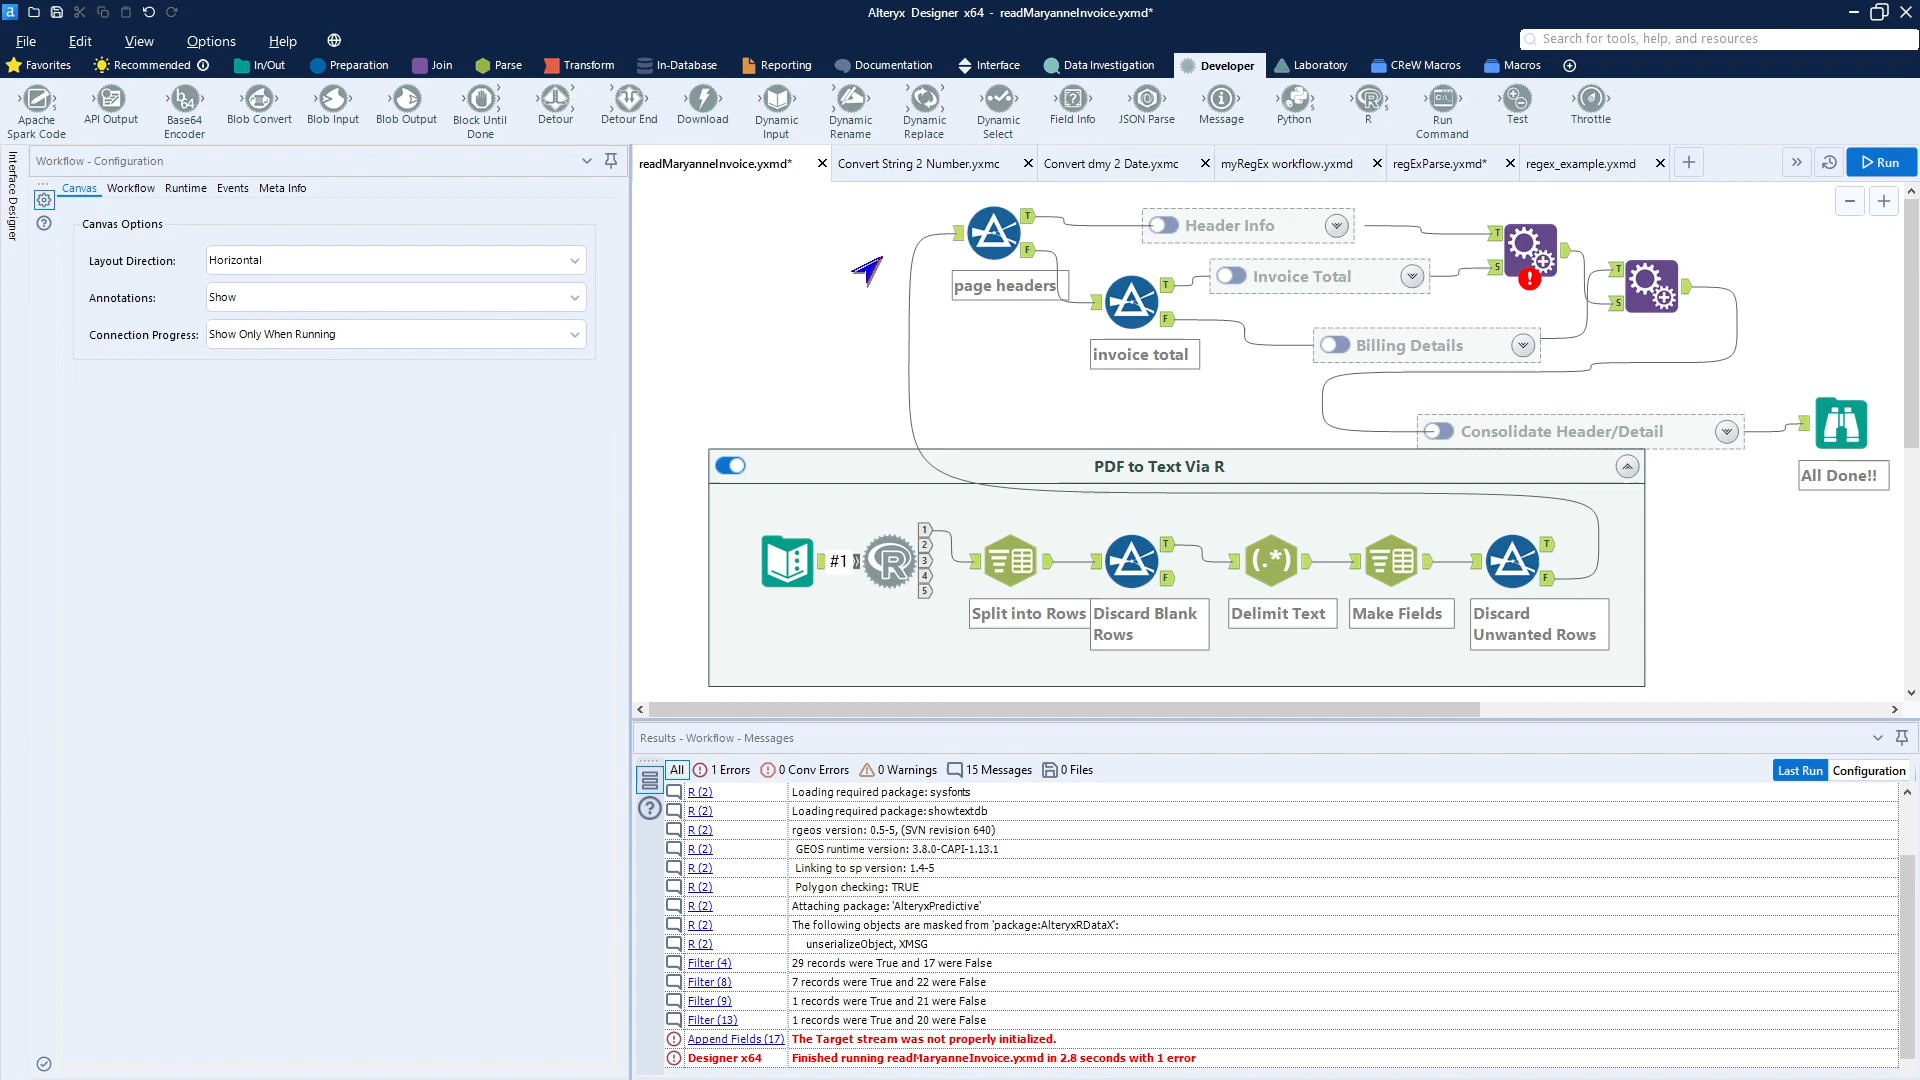 a
Alteryx Designer x64 - readMaryanneInvoice.yxmd*
File Edit View Options Help
Search for tools, help, and resources
Favorites Recommended In/Out Preparation Join Parse Transform In-Database Reporting Documentation Interface Data Investigation Developer Laboratory CReW Macros Macros
Apache Spark Code
API Output
Base64 Encoder
Blob Convert
Blob Input
Blob Output
Block Until Done
Detour
Detour End
Download
Dynamic Input
Dynamic Rename
Dynamic Replace
Dynamic Select
Field Info
JSON Parse
Message
Python
R
Run Command
Test
Throttle
Interface Designer
Workflow - Configuration
Canvas Workflow Runtime Events Meta Info
Canvas Options
Layout Direction: Horizontal
Annotations: Show
Connection Progress: Show Only When Running
readMaryanneInvoice.yxmd* Convert String 2 Number.yxmc Convert dmy 2 Date.yxmc myRegEx workflow.yxmd regExParse.yxmd* regex_example.yxmd Run
T
F
page headers
Header Info
T
S
Invoice Total
T
F
invoice total
T
S
Billing Details
Consolidate Header/Detail
All Done!!
PDF to Text Via R
#1
R
1
2
3
4
5
Split into Rows
T
F
Discard Blank
Rows
(.*)
Delimit Text
Make Fields
T
F
Discard
Unwanted Rows
Results - Workflow - Messages
All 1 Errors 0 Conv Errors 0 Warnings 15 Messages 0 Files Last Run Configuration
R (2) Loading required package: sysfonts
R (2) Loading required package: showtextdb
R (2) rgeos version: 0.5-5, (SVN revision 640)
R (2) GEOS runtime version: 3.8.0-CAPI-1.13.1
R (2) Linking to sp version: 1.4-5
R (2) Polygon checking: TRUE
R (2) Attaching package: 'AlteryxPredictive'
R (2) The following objects are masked from 'package:AlteryxRDataX':
R (2) unserializeObject, XMSG
Filter (4) 29 records were True and 17 were False
Filter (8) 7 records were True and 22 were False
Filter (9) 1 records were True and 21 were False
Filter (13) 1 records were True and 20 were False
Append Fields (17) The Target stream was not properly initialized.
Designer x64 Finished running readMaryanneInvoice.yxmd in 2.8 seconds with 1 error